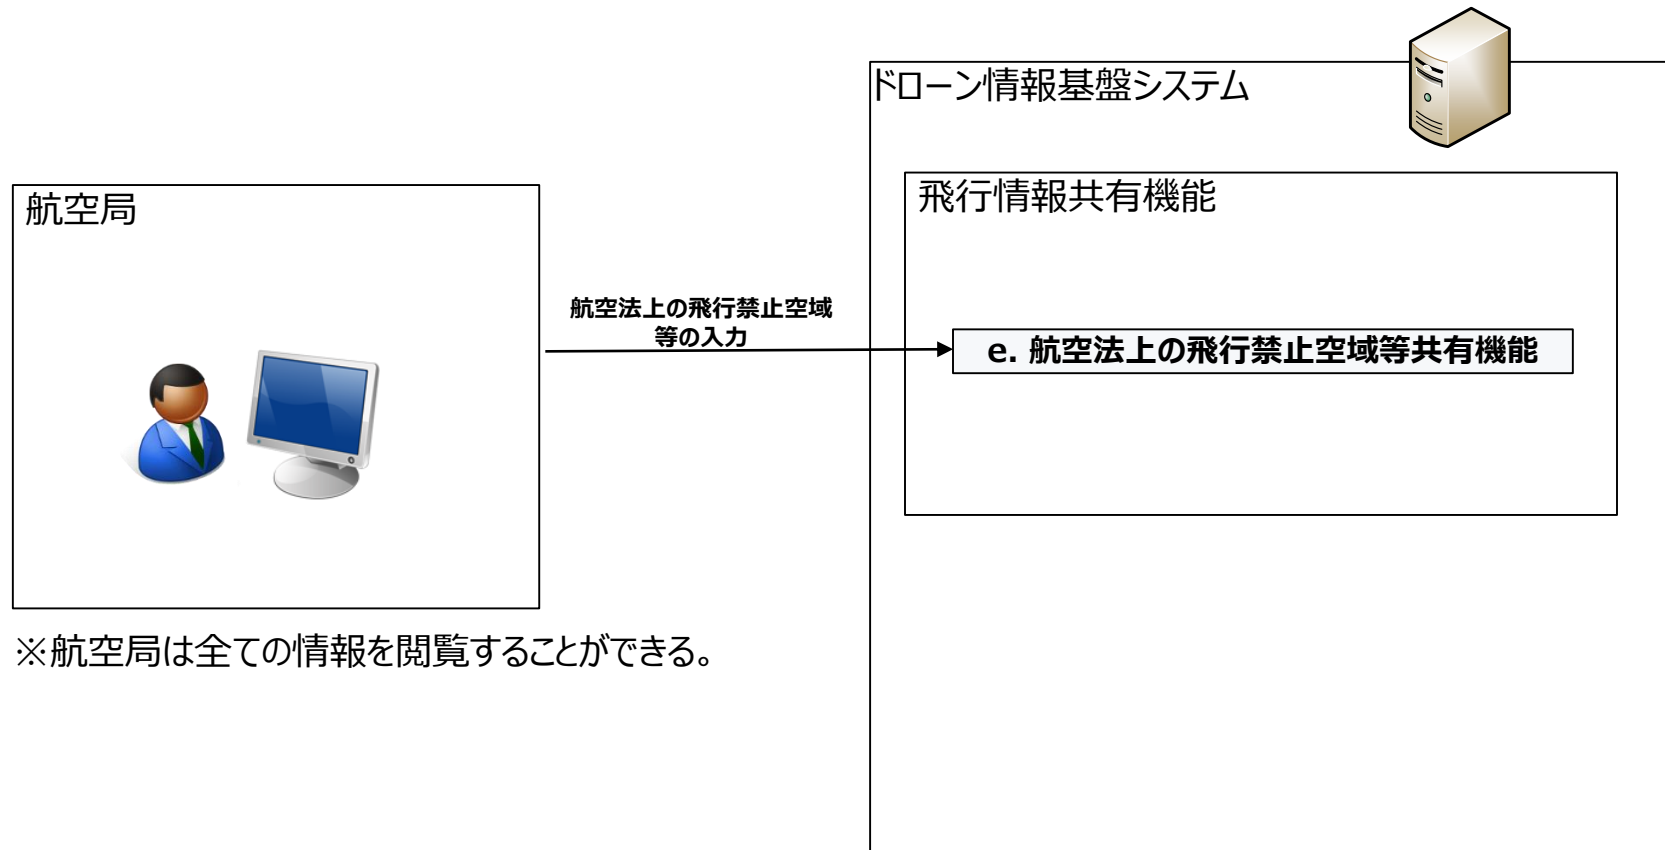 ドローン情報基盤システム
飛行情報共有機能
航空局
航空法上の飛行禁止空域
等の入力
e. 航空法上の飛行禁止空域等共有機能
※航空局は全ての情報を閲覧することができる。